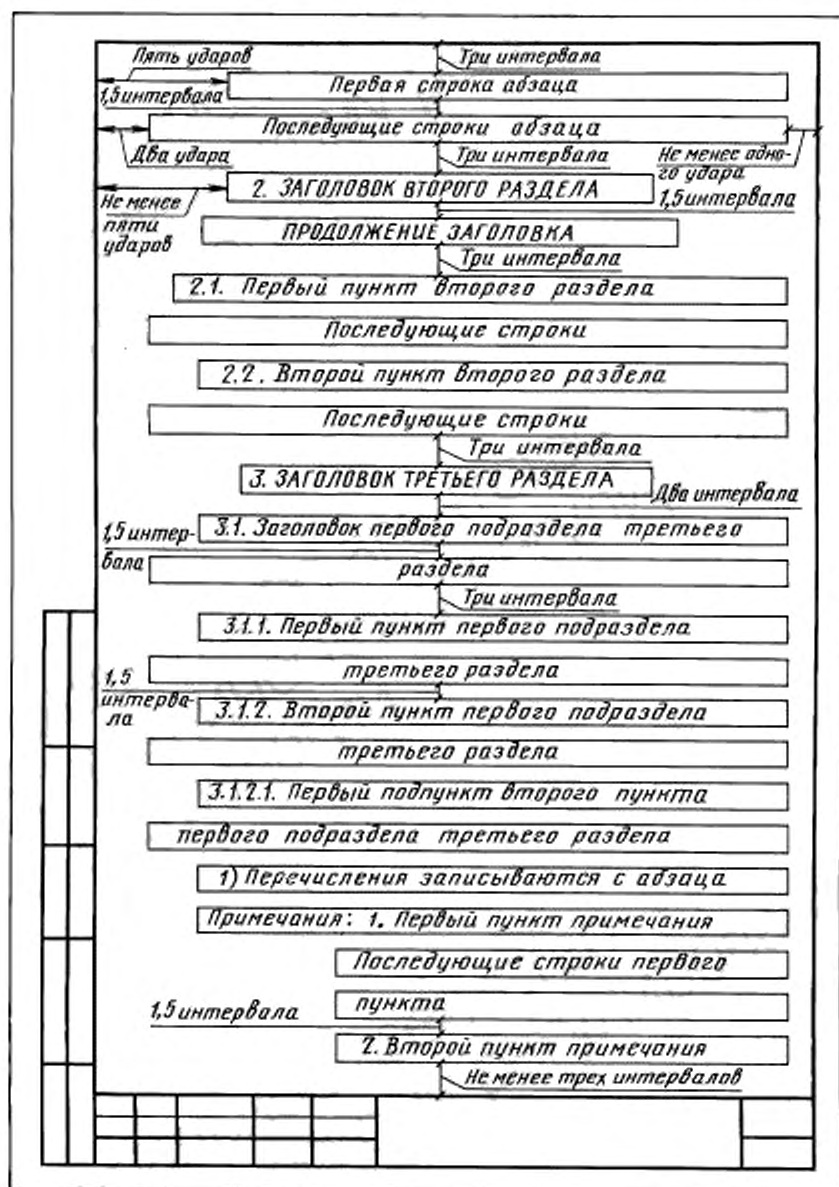 Пять ударов
Три интервала
Первая строка абзаца
1,5 интервала
Последующие строки абзаца
Два удара
Три интервала
Не менее одно-
го удара
2. ЗАГОЛОВОК ВТОРОГО РАЗДЕЛА
1,5 интервала
Не менее
пяти
ударов
ПРОДОЛЖЕНИЕ ЗАГОЛОВКА
Три интервала
2.1. Первый пункт второго раздела
Последующие строки
2.2. Второй пункт второго раздела
Последующие строки
Три интервала
3. ЗАГОЛОВОК ТРЕТЬЕГО РАЗДЕЛА
Два интервала
1,5 интер-
вала
3.1. Заголовок первого подраздела третьего
раздела
Три интервала
3.1.1. Первый пункт первого подраздела
третьего раздела
1,5
интерва-
ла
3.1.2. Второй пункт первого подраздела
третьего раздела
3.1.2.1. Первый подпункт второго пункта
первого подраздела третьего раздела
1) Перечисления записываются с абзаца
Примечания: 1. Первый пункт примечания
Последующие строки первого
пункта
1,5 интервала
2. Второй пункт примечания
Не менее трех интервалов